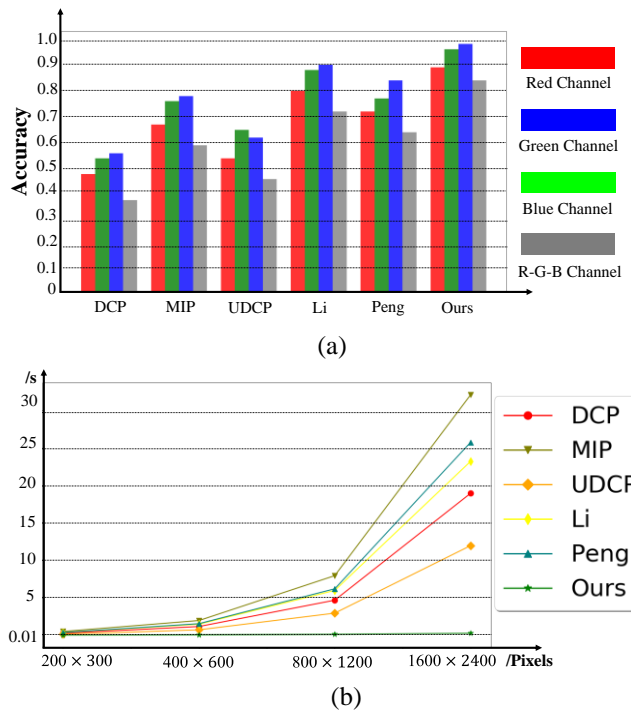 Accuracy
1.0
0.9
0.8
0.7
0.6
0.5
0.4
0.3
0.2
0.1
0
DCP MIP UDCP Li Peng Ours
Red Channel
Green Channel
Blue Channel
R-G-B Channel
(a)
/s
30
25
20
15
10
5
0.01
200 × 300 400 × 600 800 × 1200 1600 × 2400 /Pixels
DCP
MIP
UDCP
Li
Peng
Ours
(b)